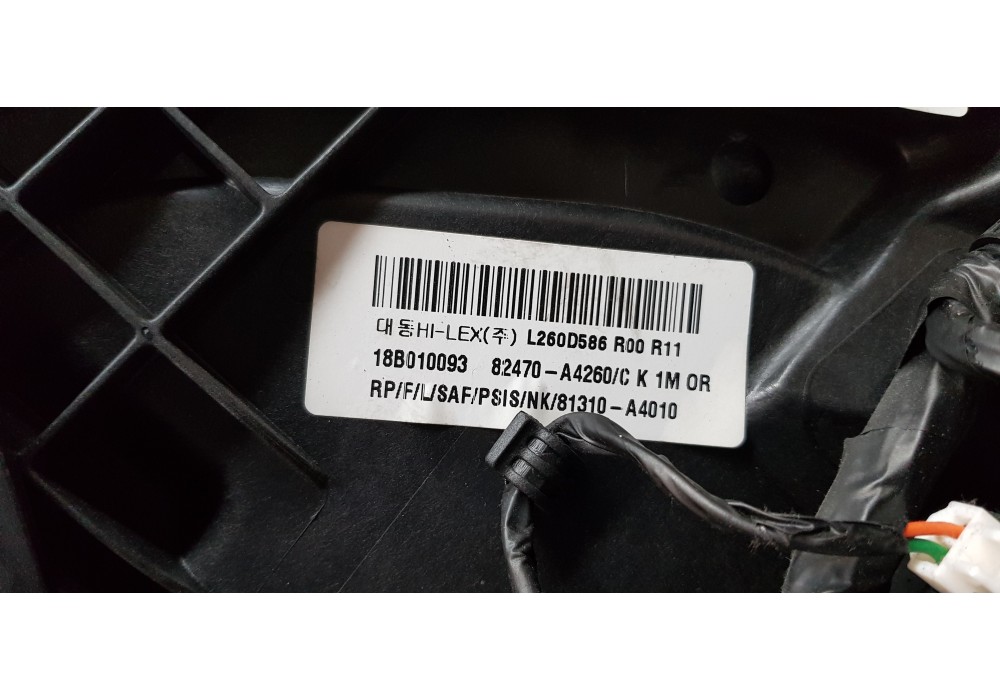 대동HI-LEX(주) L260D586 R00 R11
18B010093 82470-A4260/C K 1M OR
RP/F/L/SAF/PSIS/NK/81310-A4010